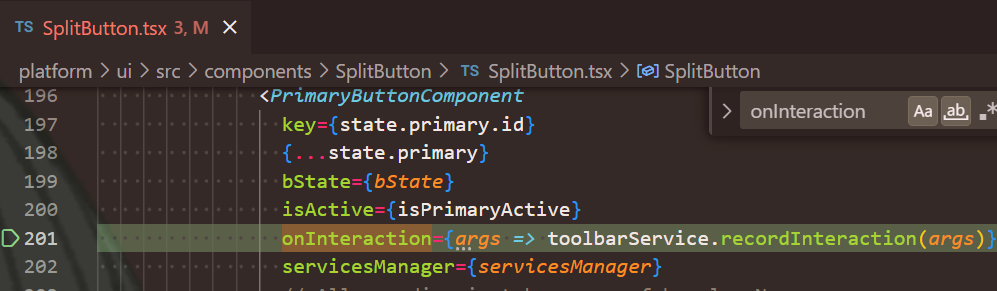 TS SplitButton.tsx 3, M ×
platform > ui > src > components > SplitButton > TS SplitButton.tsx > SplitButton
196 <PrimaryButtonComponent
> onInteraction Aa ab .*
197 key={state.primary.id}
198 {...state.primary}
199 bState={bState}
200 isActive={isPrimaryActive}
201 onInteraction={args => toolbarService.recordInteraction(args)}
202 servicesManager={servicesManager}